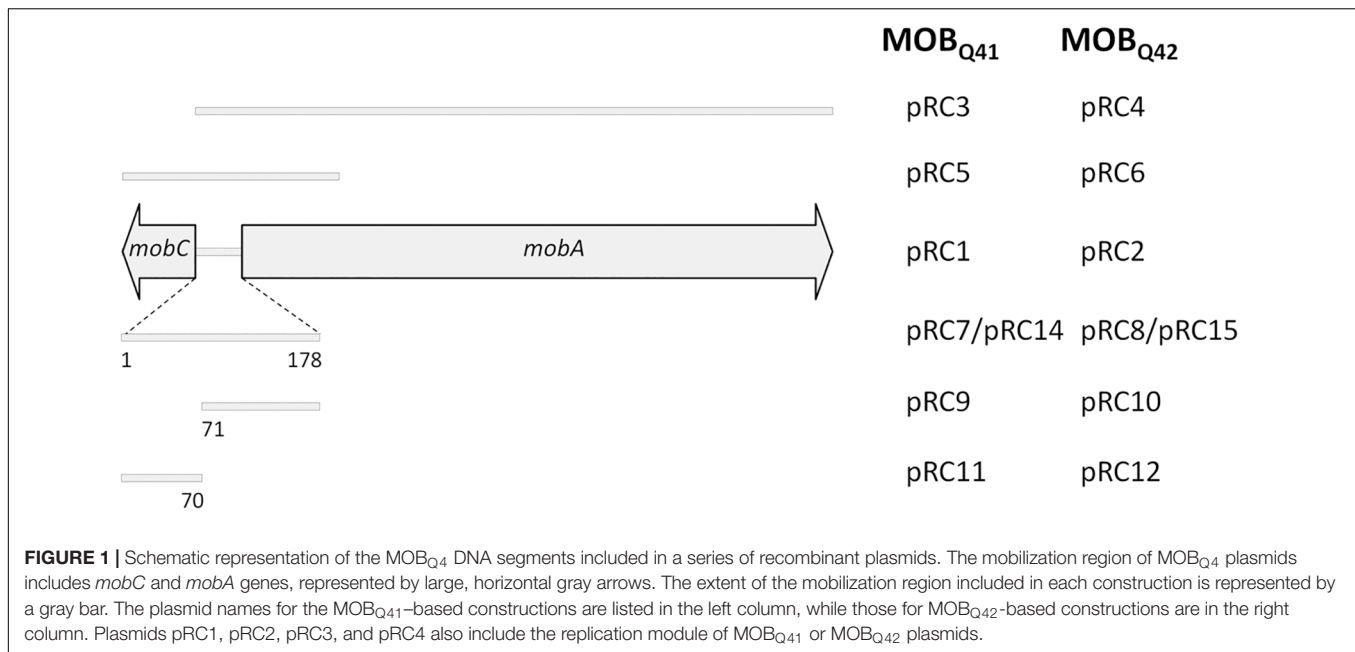 MOBQ41 MOBQ42
pRC3 pRC4
pRC5 pRC6
mobC mobA pRC1 pRC2
pRC7/pRC14 pRC8/pRC15
1 178
pRC9 pRC10
71
pRC11 pRC12
70
FIGURE 1 | Schematic representation of the MOBQ4 DNA segments included in a series of recombinant plasmids. The mobilization region of MOBQ4 plasmids
includes mobC and mobA genes, represented by large, horizontal gray arrows. The extent of the mobilization region included in each construction is represented by
a gray bar. The plasmid names for the MOBQ41–based constructions are listed in the left column, while those for MOBQ42-based constructions are in the right
column. Plasmids pRC1, pRC2, pRC3, and pRC4 also include the replication module of MOBQ41 or MOBQ42 plasmids.